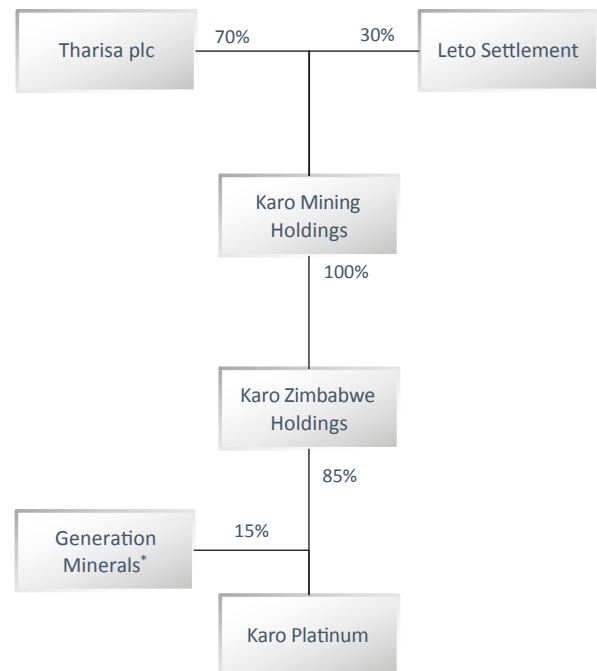 Tharisa plc
70%
30%
Leto Settlement
Karo Mining
Holdings
100%
Karo Zimbabwe
Holdings
85%
Generation
Minerals*
15%
Karo Platinum